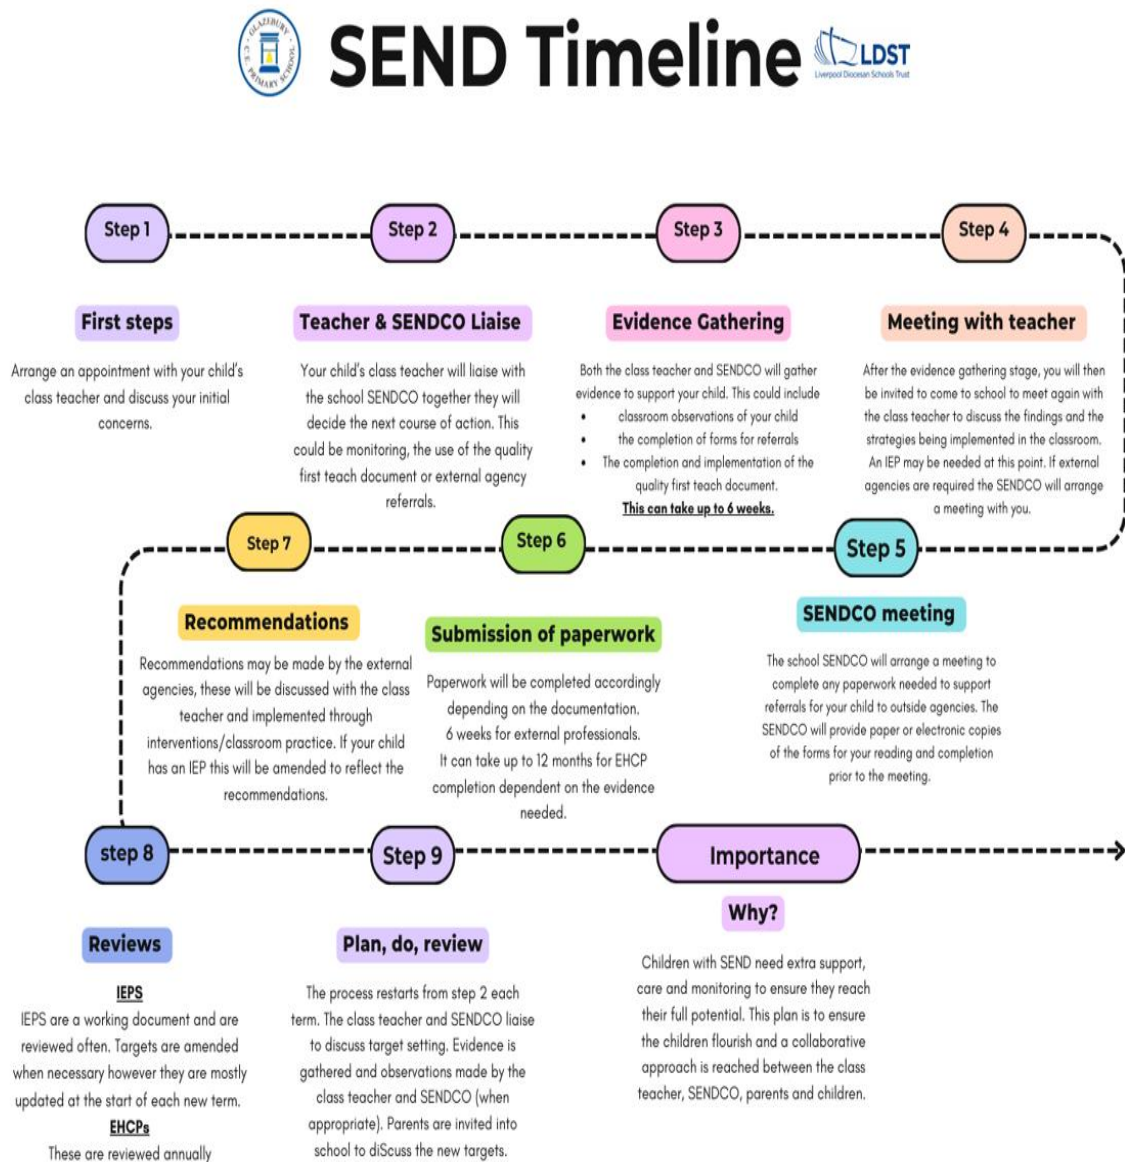 GLAZEBURY
C.E. PRIMARY SCHOOL
SEND Timeline
LDST
Liverpool Diocesan Schools Trust
Step 1
Step 2
Step 3
Step 4
First steps
Arrange an appointment with your child's
class teacher and discuss your initial
concerns.
Teacher & SENDCO Liaise
Your child's class teacher will liaise with
the school SENDCO together they will
decide the next course of action. This
could be monitoring, the use of the quality
first teach document or external agency
referrals.
Evidence Gathering
Both the class teacher and SENDCO will gather
evidence to support your child. This could include
• classroom observations of your child
• the completion of forms for referrals
• The completion and implementation of the
quality first teach document.
This can take up to 6 weeks.
Meeting with teacher
After the evidence gathering stage, you will then
be invited to come to school to meet again with
the class teacher to discuss the findings and the
strategies being implemented in the classroom.
An IEP may be needed at this point. If external
agencies are required the SENDCO will arrange
a meeting with you.
Step 5
SENDCO meeting
The school SENDCO will arrange a meeting to
complete any paperwork needed to support
referrals for your child to outside agencies. The
SENDCO will provide paper or electronic copies
of the forms for your reading and completion
prior to the meeting.
Step 6
Submission of paperwork
Paperwork will be completed accordingly
depending on the documentation.
6 weeks for external professionals.
It can take up to 12 months for EHCP
completion dependent on the evidence
needed.
Step 7
Recommendations
Recommendations may be made by the external
agencies, these will be discussed with the class
teacher and implemented through
interventions/classroom practice. If your child
has an IEP this will be amended to reflect the
recommendations.
step 8
Reviews
IEPS
IEPS are a working document and are
reviewed often. Targets are amended
when necessary however they are mostly
updated at the start of each new term.
EHCPs
These are reviewed annually
Step 9
Plan, do, review
The process restarts from step 2 each
term. The class teacher and SENDCO liaise
to discuss target setting. Evidence is
gathered and observations made by the
class teacher and SENDCO (when
appropriate). Parents are invited into
school to diScuss the new targets.
Importance
Why?
Children with SEND need extra support,
care and monitoring to ensure they reach
their full potential. This plan is to ensure
the children flourish and a collaborative
approach is reached between the class
teacher, SENDCO, parents and children.